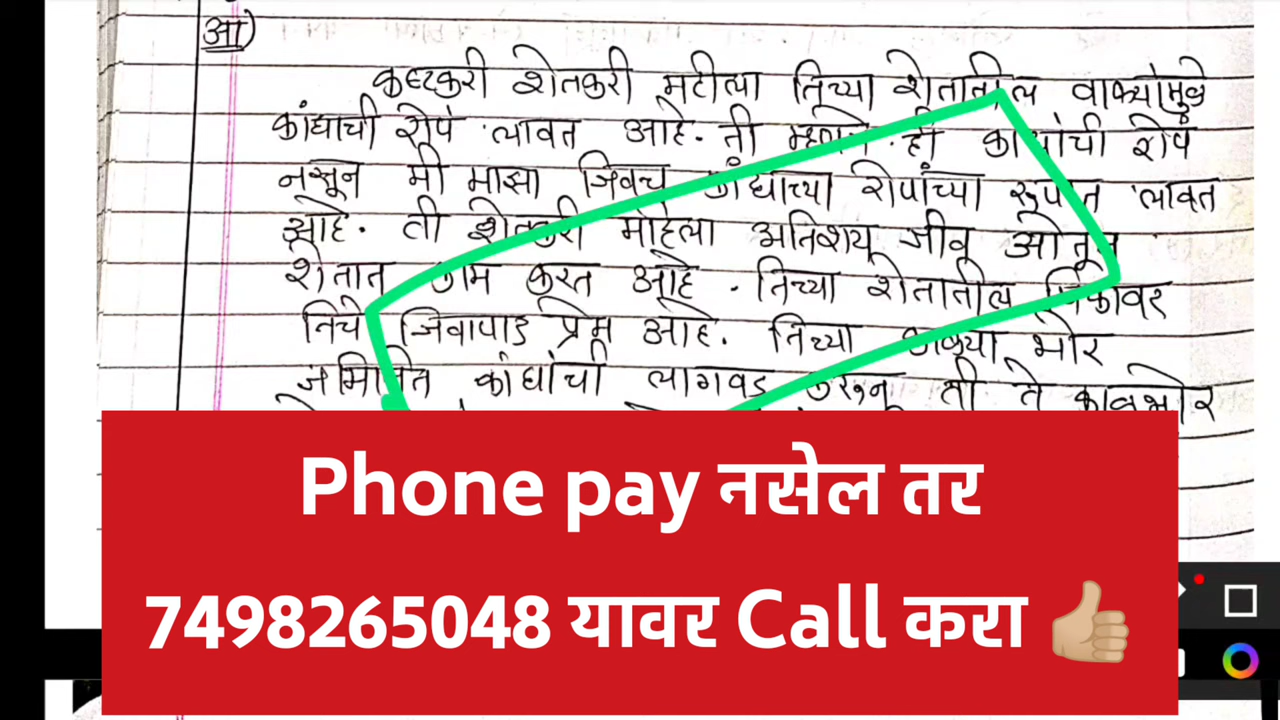 आ)
कष्टकरी शेतकरी महीला तिच्या शेतातील वाफ्यांमुळे
कांद्याची रोपे लावत आहे. ती म्हणते ही कांद्यांची रोपे
नसून मी माझा जिवच कांद्याच्या रोपांच्या रूपात लावत
आहे. ती शेतकरी महिला अतिशय जीव ओतून
शेतात काम करत आहे. तिच्या शेतातील पिकांवर
तिचे जिवापाड प्रेम आहे. तिच्या काळ्या भोर
जमिनीत कांद्यांची लागवड करून ती ते
Phone pay नसेल तर
7498265048 यावर Call करा 👍🏼